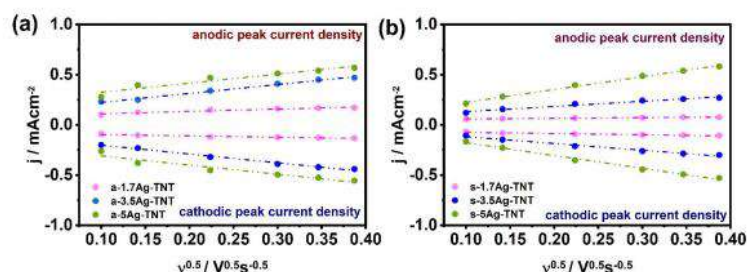 (a)
anodic peak current density
j / mAcm⁻²
1.0
0.5
0.0
-0.5
-1.0
a-1.7Ag-TNT
a-3.5Ag-TNT
a-5Ag-TNT
cathodic peak current density
0.10 0.15 0.20 0.25 0.30 0.35 0.40
ν⁰·⁵ / V⁰·⁵s⁻⁰·⁵
(b)
anodic peak current density
j / mAcm⁻²
1.0
0.5
0.0
-0.5
-1.0
s-1.7Ag-TNT
s-3.5Ag-TNT
s-5Ag-TNT
cathodic peak current density
0.10 0.15 0.20 0.25 0.30 0.35 0.40
ν⁰·⁵ / V⁰·⁵s⁻⁰·⁵